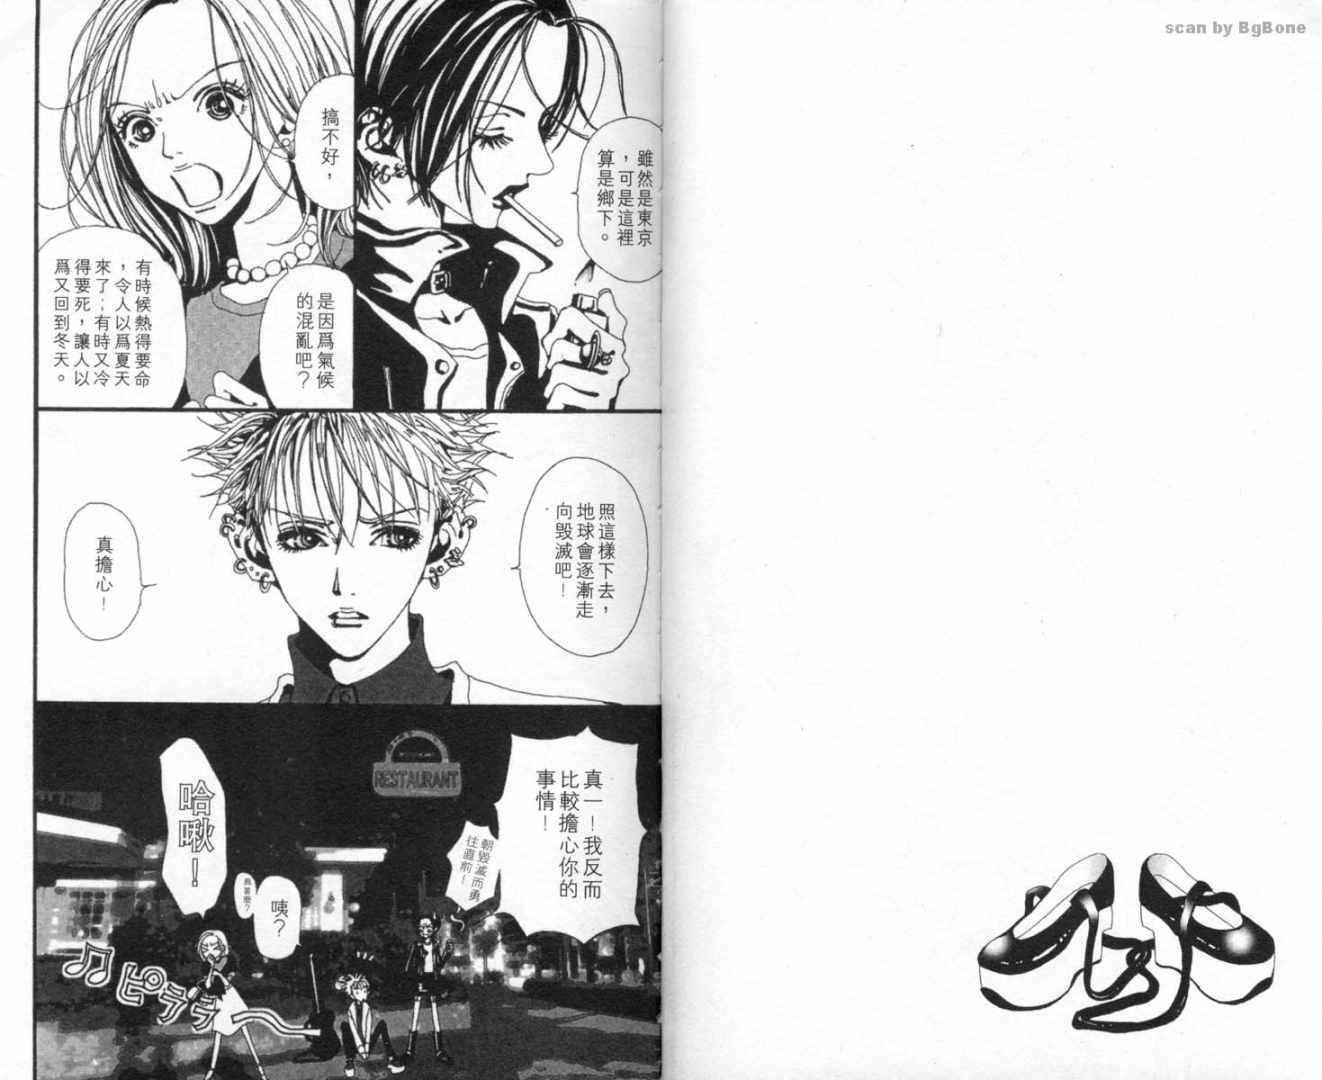 scan by BgBone
雖然是東京
，可是這裡
算是鄉下。
搞不好，
是因爲氣候
的混亂吧？
有時候熱得要命
，令人以爲夏天
來了；有時又冷
得要死，讓人以
爲又回到冬天。
照這樣下去，
地球會逐漸走
向毀滅吧！
真擔心！
真一！我反而
比較擔心你的
事情！
朝毀滅而勇
往直前！
RESTAURANT
咦？
爲甚麼？
哈啾！
ピララ